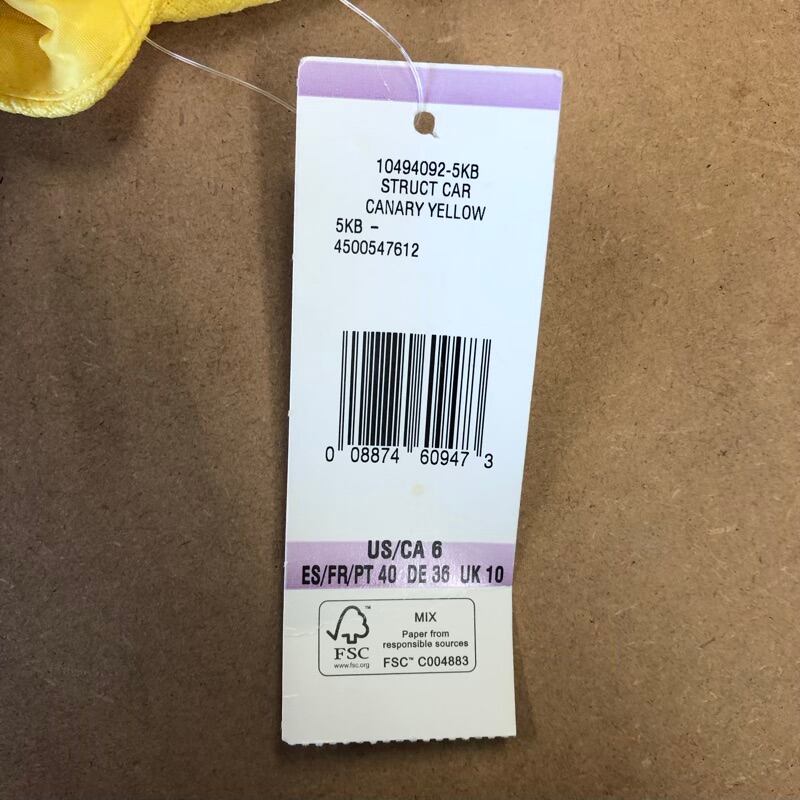 10494092-5KB
STRUCT CAR
CANARY YELLOW
5KB -
4500547612
0 08874 60947 3
US/CA 6
ES/FR/PT 40 DE 36 UK 10
FSC™
www.fsc.org
MIX
Paper from
responsible sources
FSC™ C004883